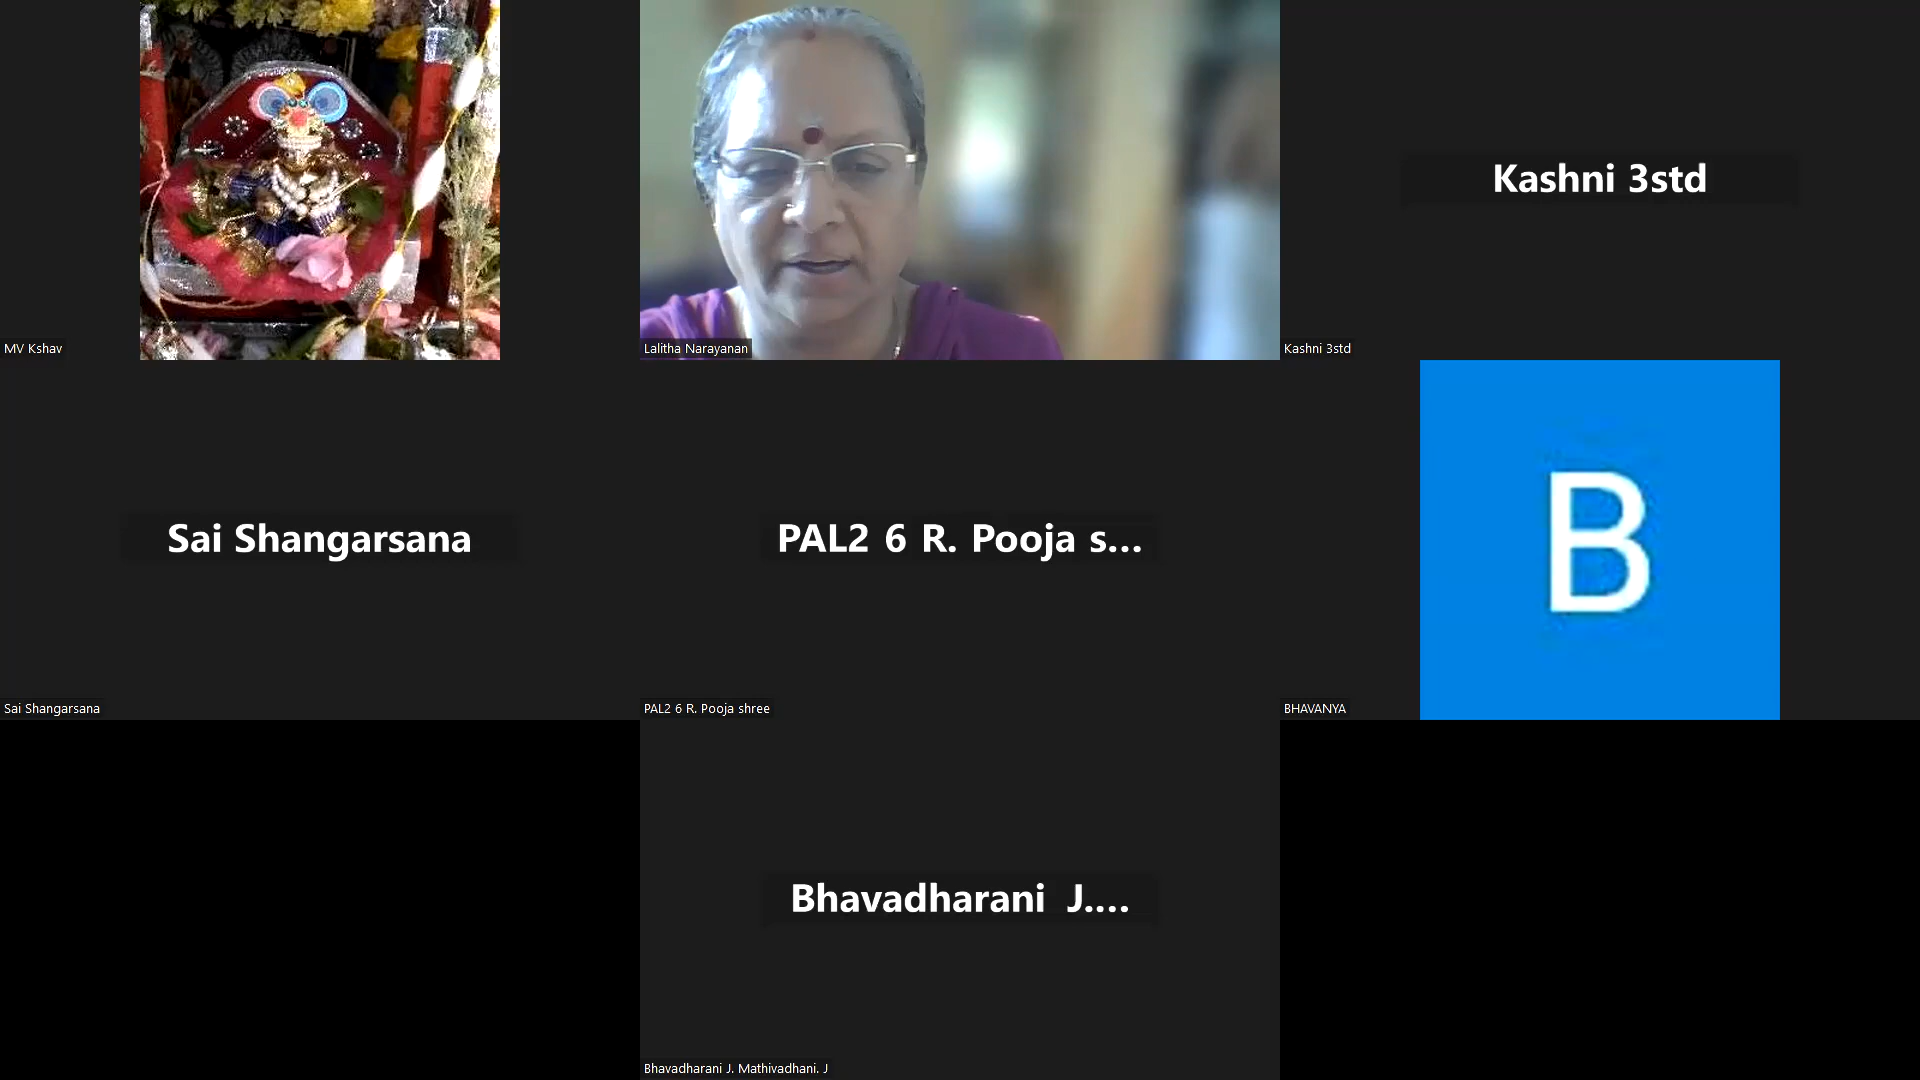 Kashni 3std
MV Kshav
Lalitha Narayanan
Kashni 3std
Sai Shangarsana
PAL2 6 R. Pooja s...
B
Sai Shangarsana
PAL2 6 R. Pooja shree
BHAVANYA
Bhavadharani J....
Bhavadharani J. Mathivadhani. J